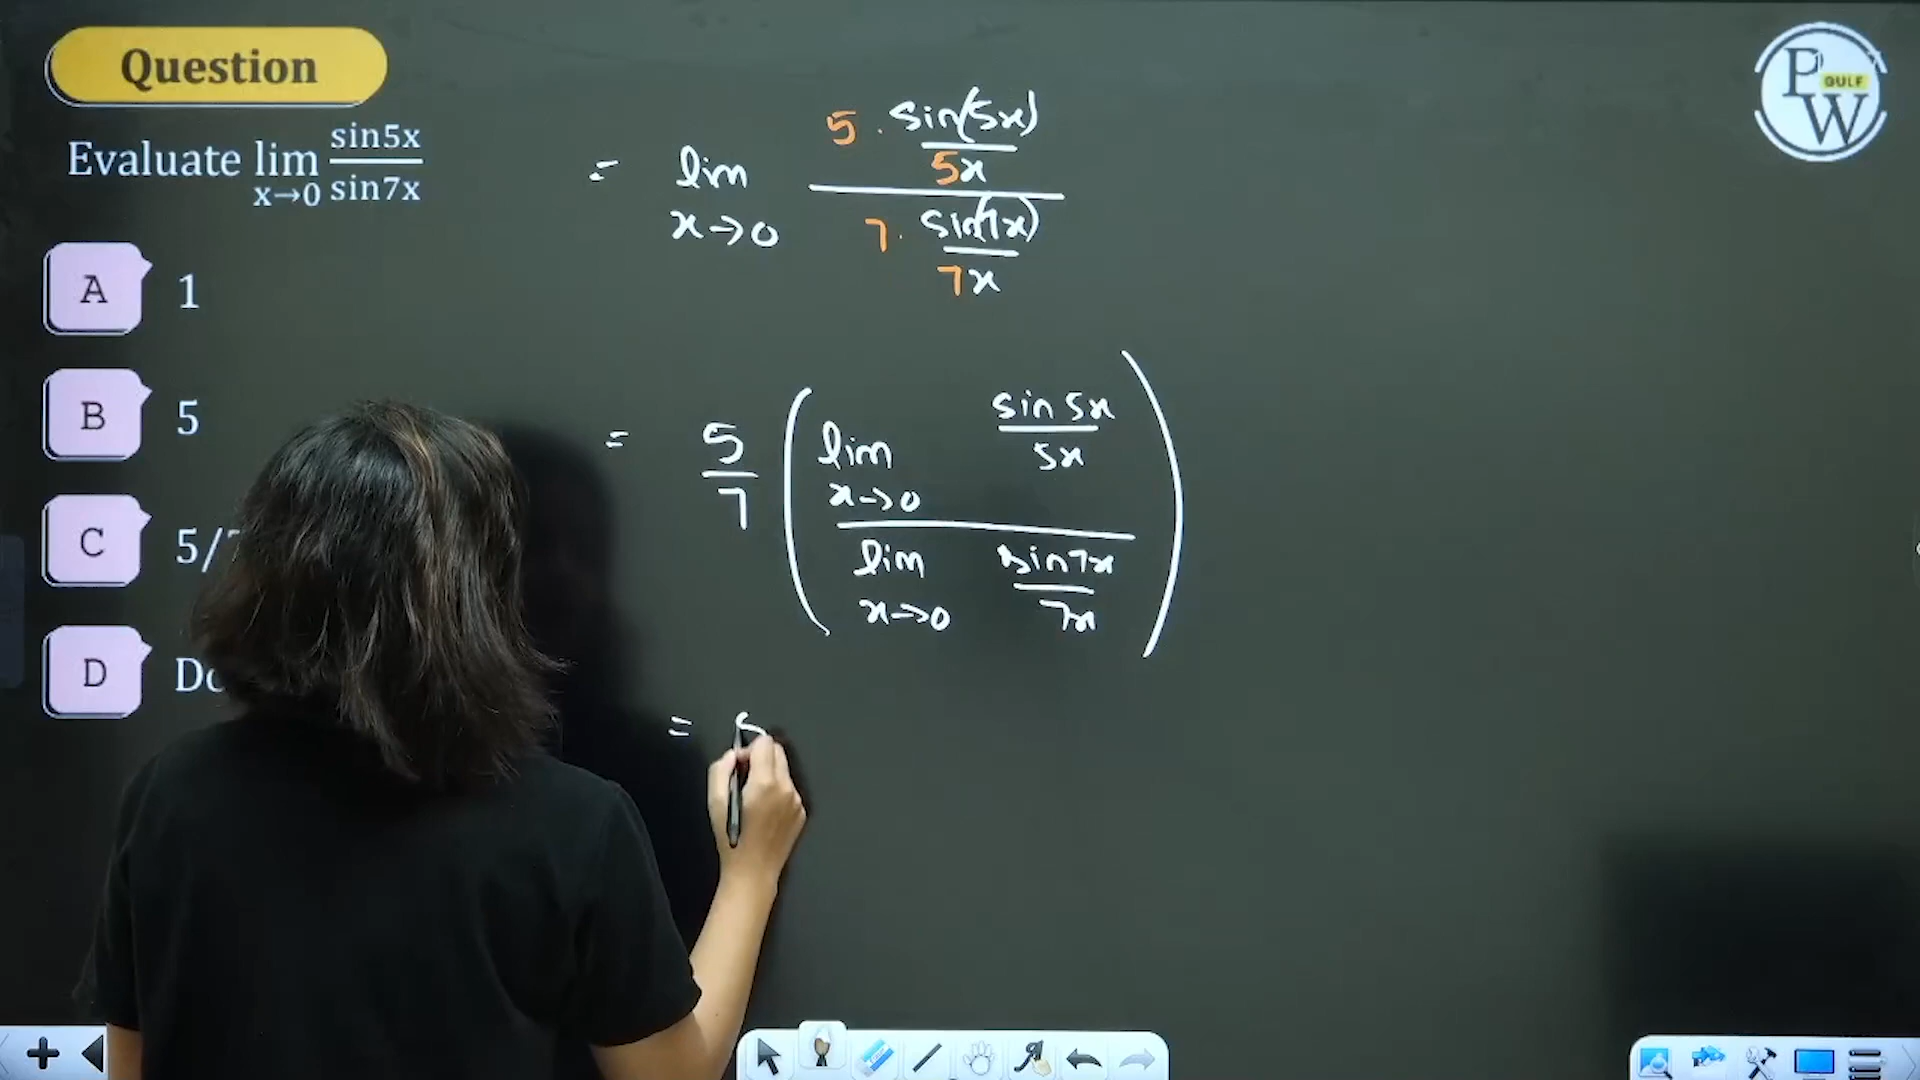 Question
Evaluate lim x→0 sin5x/sin7x
A 1
B 5
C 5/
D
= lim x→0 (5 · sin(5x)/5x) / (7 · sin(7x)/7x)
= 5/7 ( lim x→0 sin 5x/5x / lim x→0 sin7x/7x )
=
PW GULF